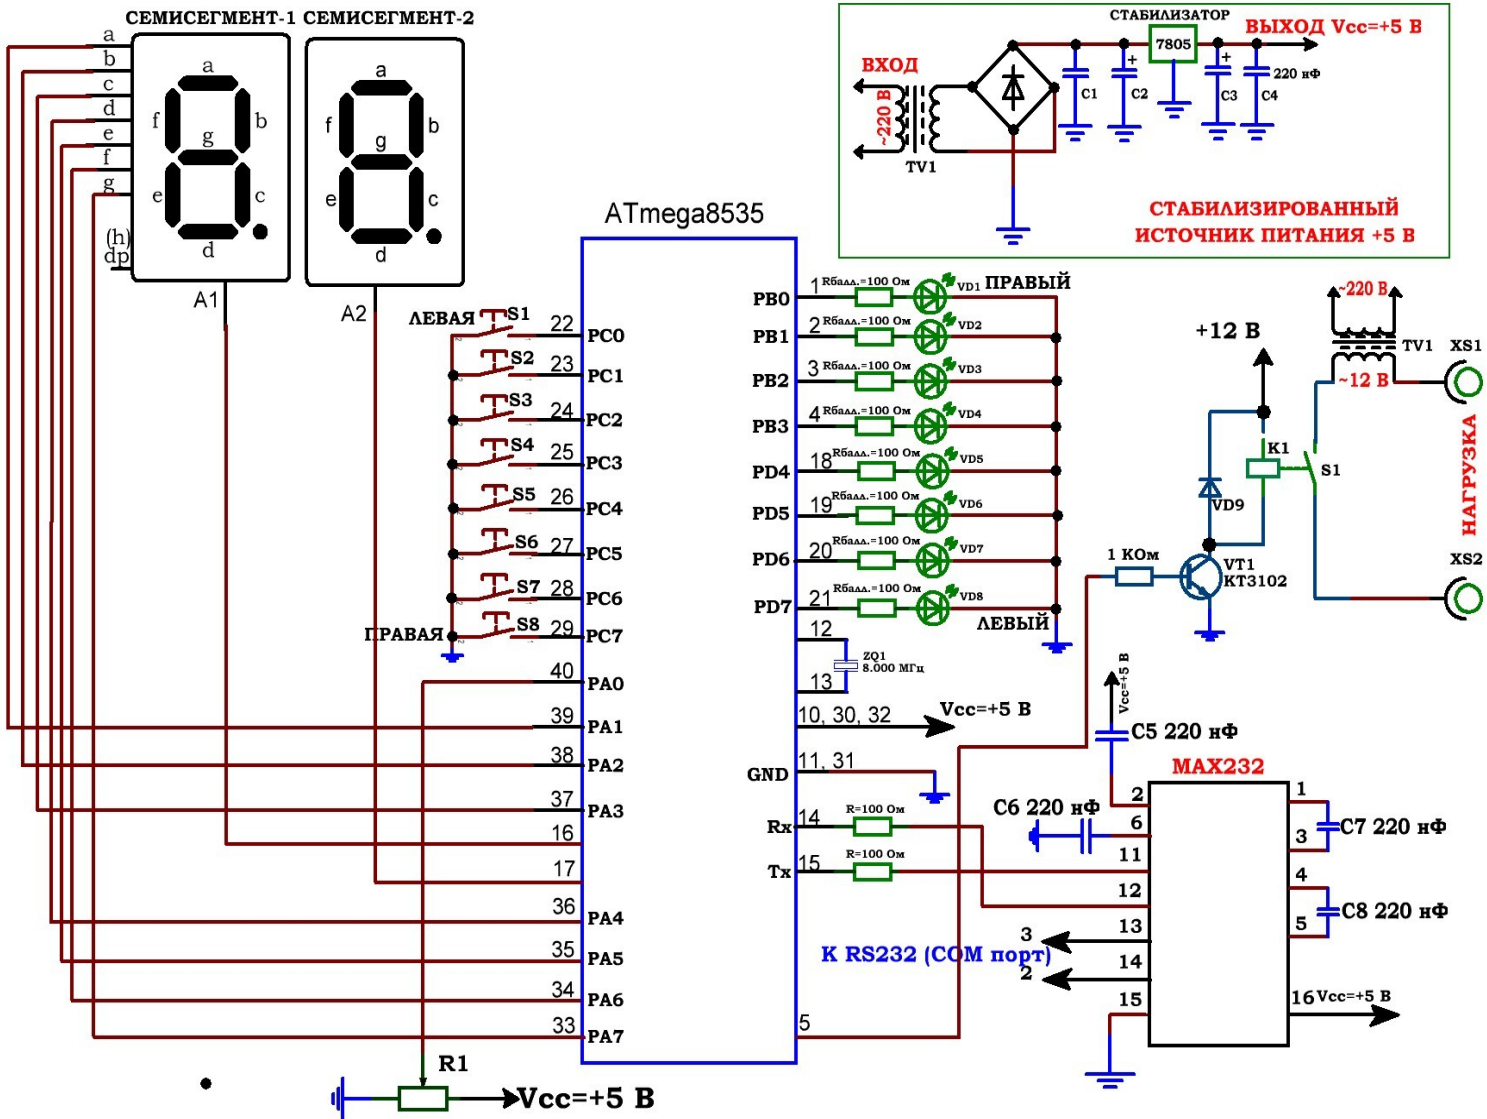 СЕМИСЕГМЕНТ-1 СЕМИСЕГМЕНТ-2
a
b
c
d
e
f
g
(h)
dp
a
b
c
d
e
f
g
a
b
c
d
e
f
g
A1
A2
СТАБИЛИЗАТОР
7805
ВЫХОД Vcc=+5 В
ВХОД
~220 В
TV1
C1
+
C2
+
C3
C4
220 нФ
СТАБИЛИЗИРОВАННЫЙ
ИСТОЧНИК ПИТАНИЯ +5 В
ATmega8535
ЛЕВАЯ
S1 22 PC0
S2 23 PC1
S3 24 PC2
S4 25 PC3
S5 26 PC4
S6 27 PC5
S7 28 PC6
ПРАВАЯ S8 29 PC7
40 PA0
39 PA1
38 PA2
37 PA3
16
17
36 PA4
35 PA5
34 PA6
33 PA7
R1
Vcc=+5 В
PB0 1 Rбалл.=100 Ом VD1 ПРАВЫЙ
PB1 2 Rбалл.=100 Ом VD2
PB2 3 Rбалл.=100 Ом VD3
PB3 4 Rбалл.=100 Ом VD4
PD4 18 Rбалл.=100 Ом VD5
PD5 19 Rбалл.=100 Ом VD6
PD6 20 Rбалл.=100 Ом VD7
PD7 21 Rбалл.=100 Ом VD8
ЛЕВЫЙ
12
ZQ1
8.000 МГц
13
10, 30, 32 Vcc=+5 В
GND 11, 31
Rx 14 R=100 Ом
Tx 15 R=100 Ом
5
+12 В
K1
S1
VD9
1 КОм
VT1
КТ3102
~220 В
TV1
~12 В
XS1
НАГРУЗКА
XS2
Vcc=+5 В
C5 220 нФ
MAX232
C6 220 нФ
2
6
11
12
13
14
15
1
3
C7 220 нФ
4
5
C8 220 нФ
16 Vcc=+5 В
3
К RS232 (COM порт)
2